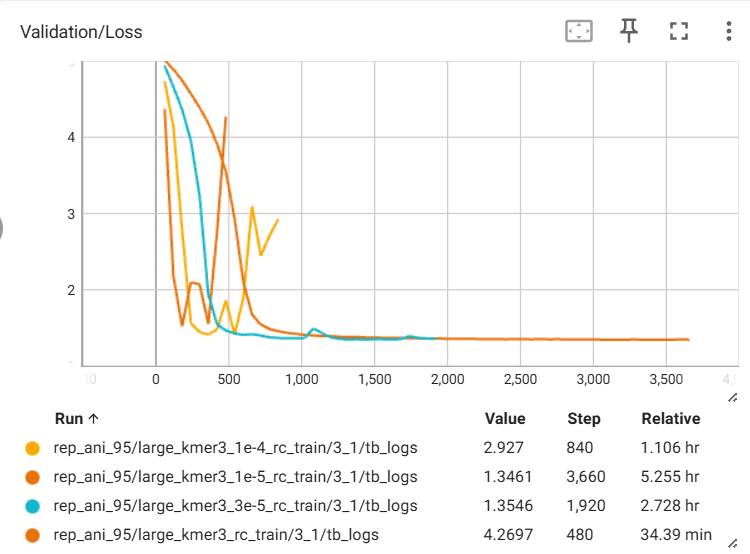 Validation/Loss
4
3
2
0 500 1,000 1,500 2,000 2,500 3,000 3,500
Run ↑ Value Step Relative
rep_ani_95/large_kmer3_1e-4_rc_train/3_1/tb_logs 2.927 840 1.106 hr
rep_ani_95/large_kmer3_1e-5_rc_train/3_1/tb_logs 1.3461 3,660 5.255 hr
rep_ani_95/large_kmer3_3e-5_rc_train/3_1/tb_logs 1.3546 1,920 2.728 hr
rep_ani_95/large_kmer3_rc_train/3_1/tb_logs 4.2697 480 34.39 min